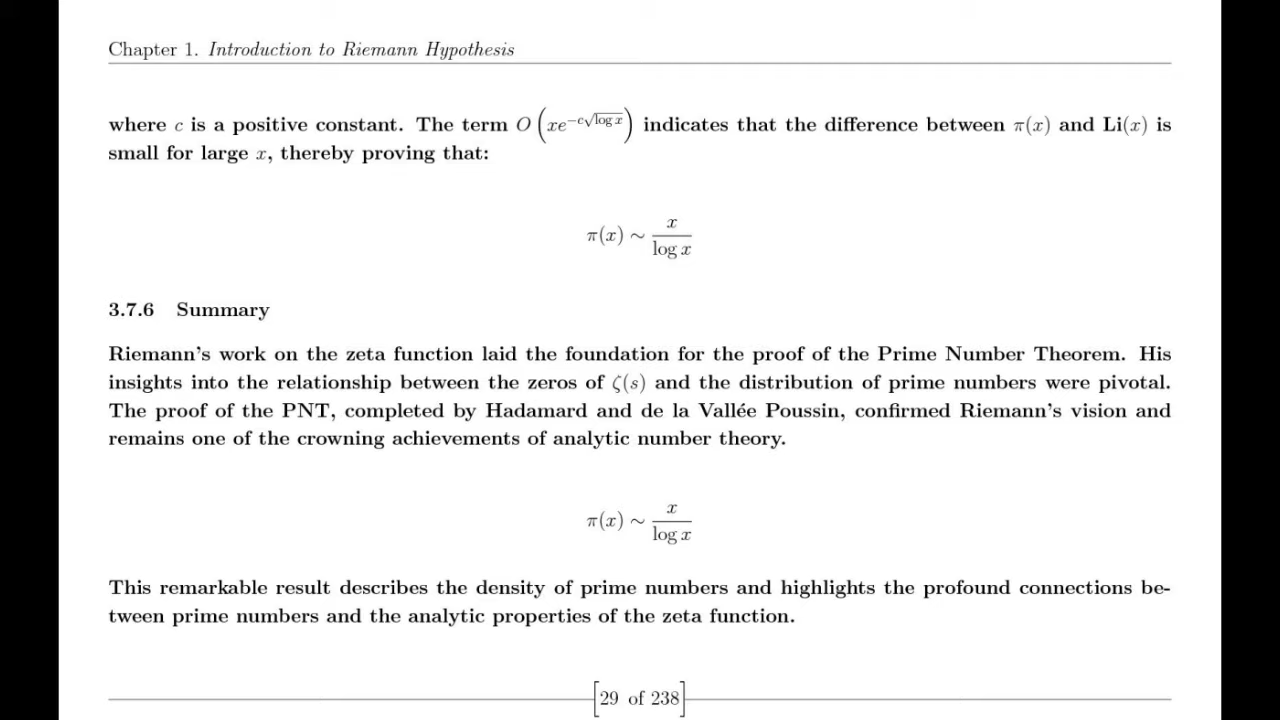 Chapter 1. Introduction to Riemann Hypothesis
where c is a positive constant. The term O(xe^{-c√log x}) indicates that the difference between π(x) and Li(x) is
small for large x, thereby proving that:
π(x) ∼ x / log x
3.7.6 Summary
Riemann's work on the zeta function laid the foundation for the proof of the Prime Number Theorem. His
insights into the relationship between the zeros of ζ(s) and the distribution of prime numbers were pivotal.
The proof of the PNT, completed by Hadamard and de la Vallée Poussin, confirmed Riemann's vision and
remains one of the crowning achievements of analytic number theory.
π(x) ∼ x / log x
This remarkable result describes the density of prime numbers and highlights the profound connections be-
tween prime numbers and the analytic properties of the zeta function.
[29 of 238]